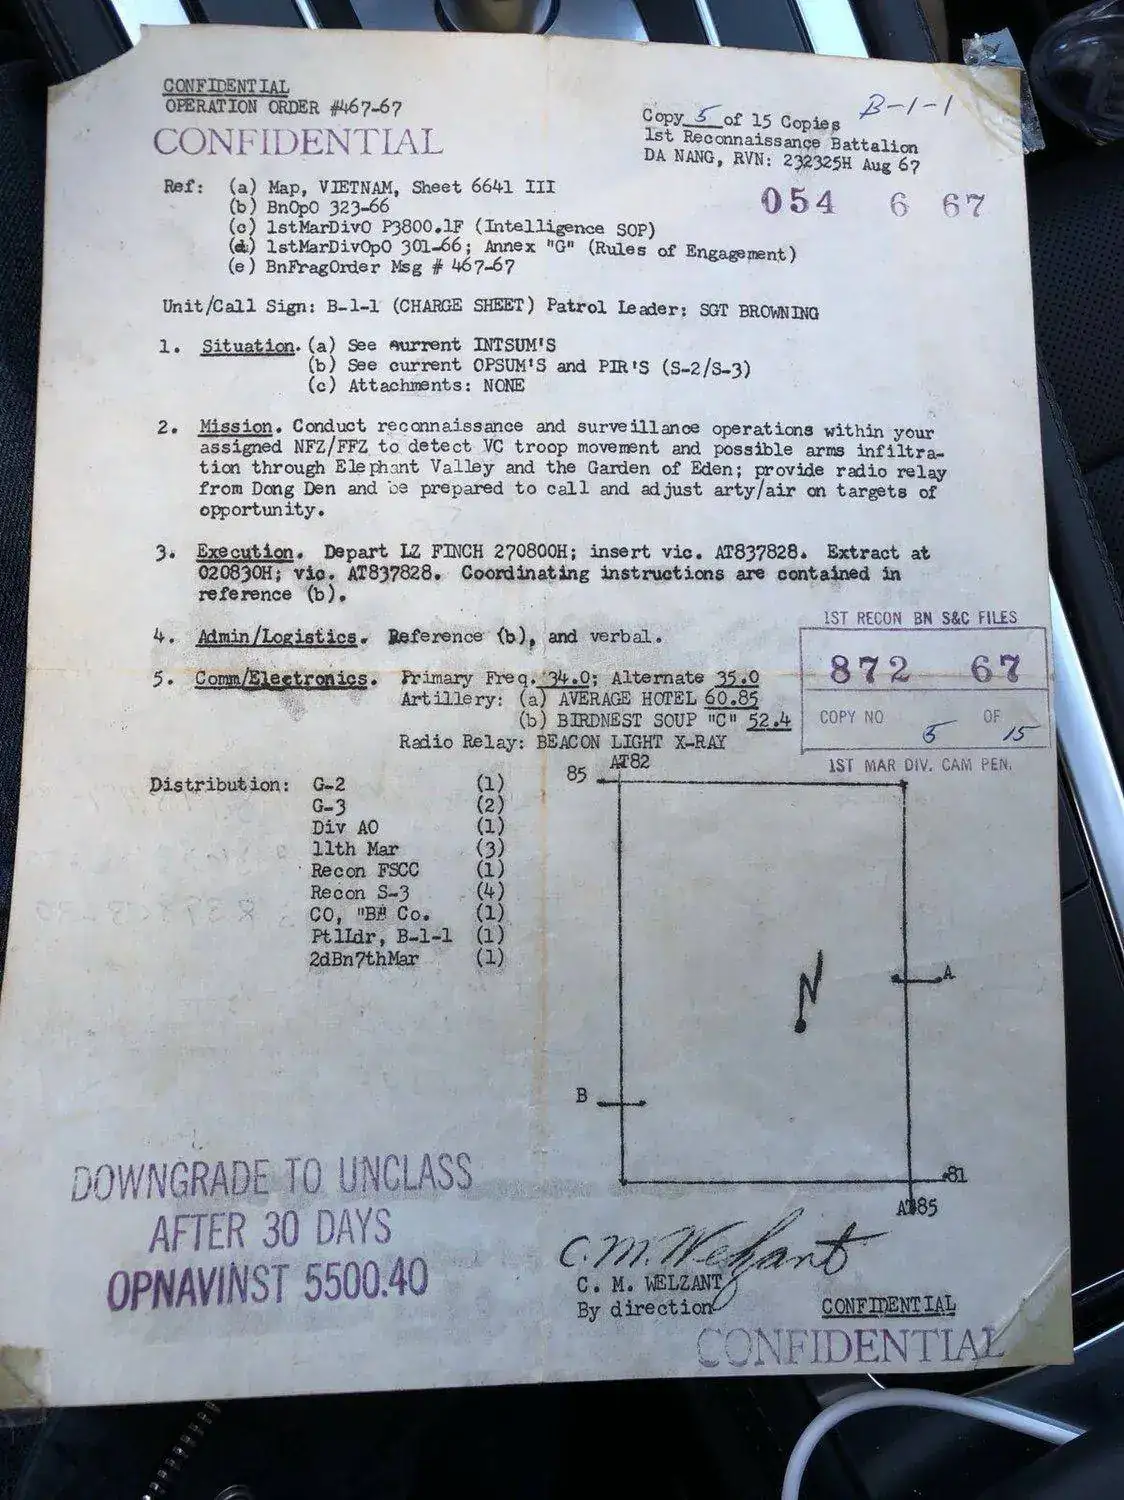 CONFIDENTIAL
OPERATION ORDER #467-67
CONFIDENTIAL
B-1-1
Copy 5 of 15 Copies
1st Reconnaissance Battalion
DA NANG, RVN: 232325H Aug 67
054 6 67
Ref: (a) Map, VIETNAM, Sheet 6641 III
(b) BnOpO 323-66
(c) 1stMarDivO P3800.1F (Intelligence SOP)
(d) 1stMarDivOpO 301-66; Annex "G" (Rules of Engagement)
(e) BnFragOrder Msg # 467-67
Unit/Call Sign: B-1-1 (CHARGE SHEET) Patrol Leader: SGT BROWNING
1. Situation. (a) See current INTSUM'S
(b) See current OPSUM'S and PIR'S (S-2/S-3)
(c) Attachments: NONE
2. Mission. Conduct reconnaissance and surveillance operations within your
assigned NFZ/FFZ to detect VC troop movement and possible arms infiltra-
tion through Elephant Valley and the Garden of Eden; provide radio relay
from Dong Den and be prepared to call and adjust arty/air on targets of
opportunity.
3. Execution. Depart LZ FINCH 270800H; insert vic. AT837828. Extract at
020830H; vic. AT837828. Coordinating instructions are contained in
reference (b).
4. Admin/Logistics. Reference (b), and verbal.
5. Comm/Electronics. Primary Freq. 34.0; Alternate 35.0
Artillery: (a) AVERAGE HOTEL 60.85
(b) BIRDNEST SOUP "C" 52.4
Radio Relay: BEACON LIGHT X-RAY
1ST RECON BN S&C FILES
872 67
COPY NO 5 OF 15
1ST MAR DIV. CAM PEN.
Distribution: G-2 (1)
G-3 (2)
Div AO (1)
11th Mar (3)
Recon FSCC (1)
Recon S-3 (4)
CO, "B" Co. (1)
PtlLdr, B-1-1 (1)
2dBn7thMar (1)
AT82
85
A
N
B
81
AT85
DOWNGRADE TO UNCLASS
AFTER 30 DAYS
OPNAVINST 5500.40
C. M. Welzant
C. M. WELZANT
By direction
CONFIDENTIAL
CONFIDENTIAL